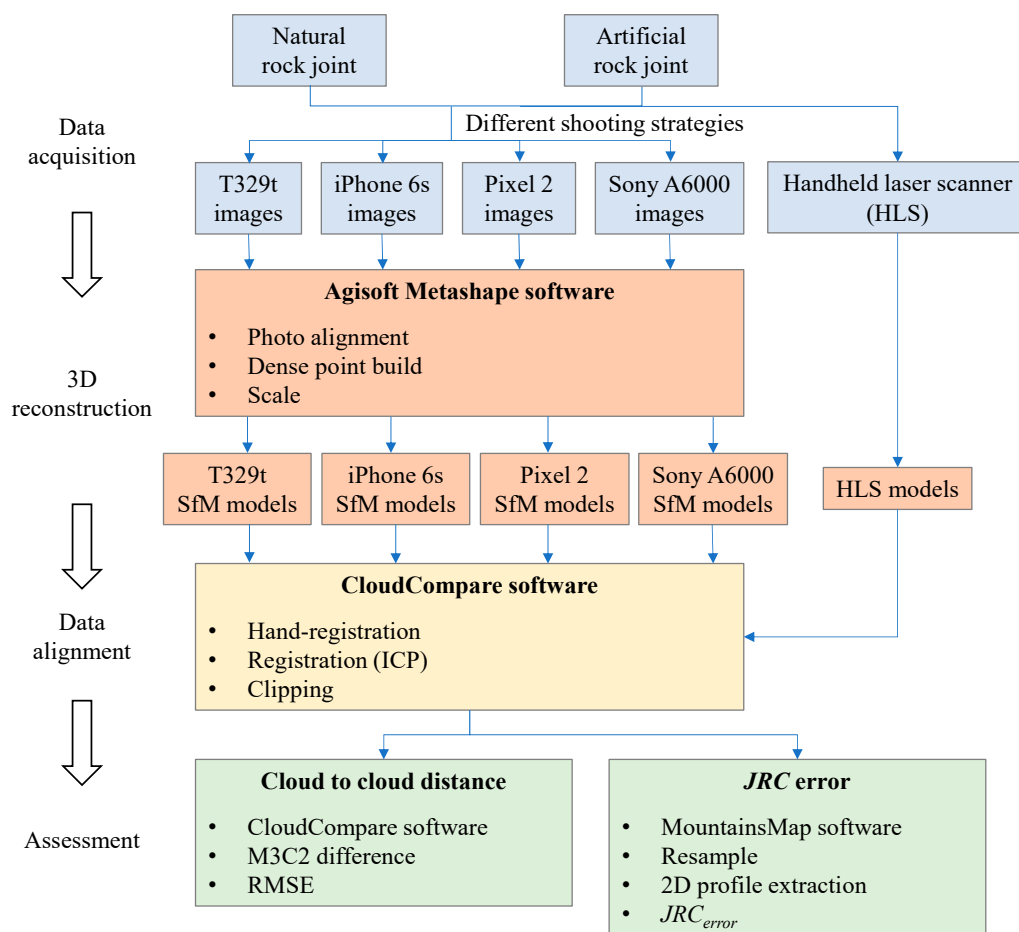 Natural
rock joint
Artificial
rock joint
Different shooting strategies
Data
acquisition
T329t
images
iPhone 6s
images
Pixel 2
images
Sony A6000
images
Handheld laser scanner
(HLS)
Agisoft Metashape software
• Photo alignment
• Dense point build
• Scale
3D
reconstruction
T329t
SfM models
iPhone 6s
SfM models
Pixel 2
SfM models
Sony A6000
SfM models
HLS models
CloudCompare software
• Hand-registration
• Registration (ICP)
• Clipping
Data
alignment
Cloud to cloud distance
• CloudCompare software
• M3C2 difference
• RMSE
JRC error
• MountainsMap software
• Resample
• 2D profile extraction
• JRCerror
Assessment